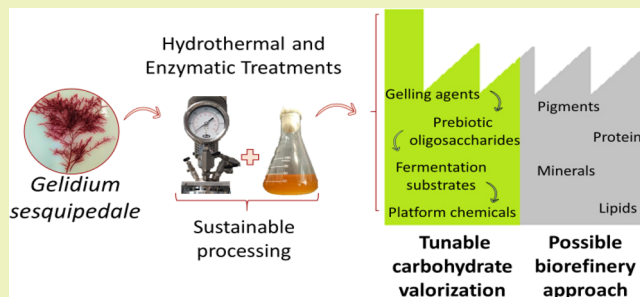 Hydrothermal and
Enzymatic Treatments
Gelidium
sesquipedale
Sustainable
processing
Gelling agents
Prebiotic
oligosaccharides
Fermentation
substrates
Platform chemicals
Pigments
Protein
Minerals
Lipids
Tunable
carbohydrate
valorization
Possible
biorefinery
approach